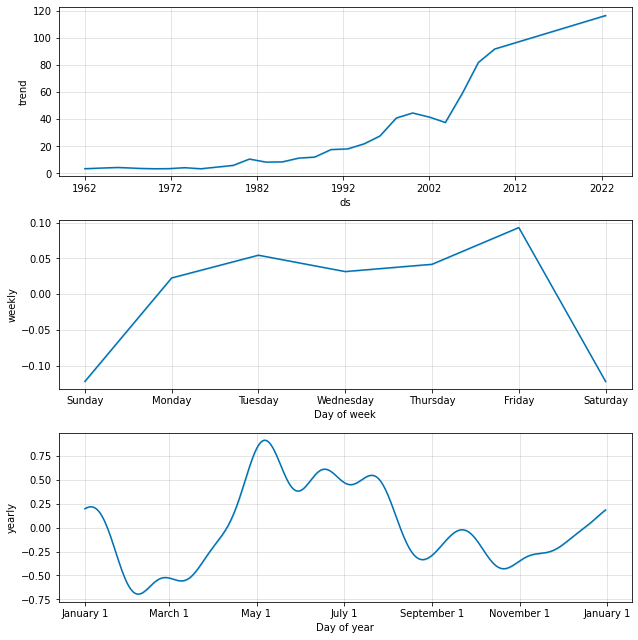 120
100
80
60
40
20
0
trend
1962 1972 1982 1992 2002 2012 2022
ds
0.10
0.05
0.00
−0.05
−0.10
weekly
Sunday Monday Tuesday Wednesday Thursday Friday Saturday
Day of week
0.75
0.50
0.25
0.00
−0.25
−0.50
−0.75
yearly
January 1 March 1 May 1 July 1 September 1 November 1 January 1
Day of year